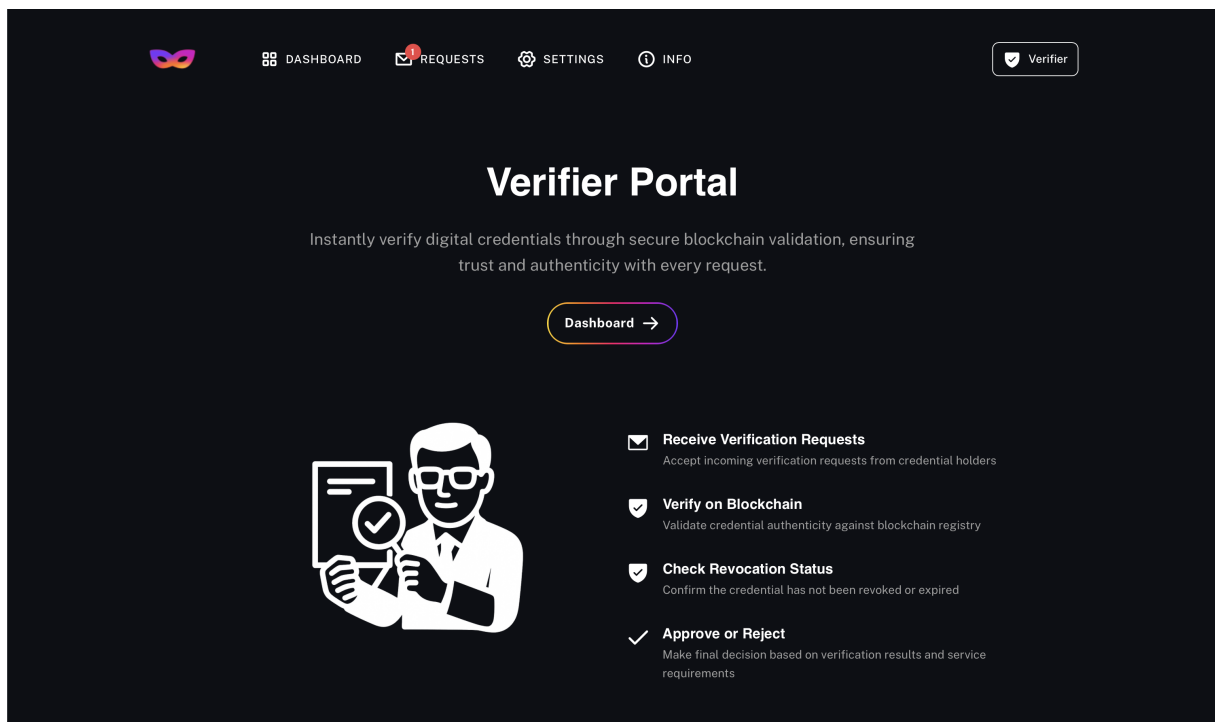 DASHBOARD
1
REQUESTS
SETTINGS
INFO
Verifier
Verifier Portal
Instantly verify digital credentials through secure blockchain validation, ensuring
trust and authenticity with every request.
Dashboard
Receive Verification Requests
Accept incoming verification requests from credential holders
Verify on Blockchain
Validate credential authenticity against blockchain registry
Check Revocation Status
Confirm the credential has not been revoked or expired
Approve or Reject
Make final decision based on verification results and service
requirements